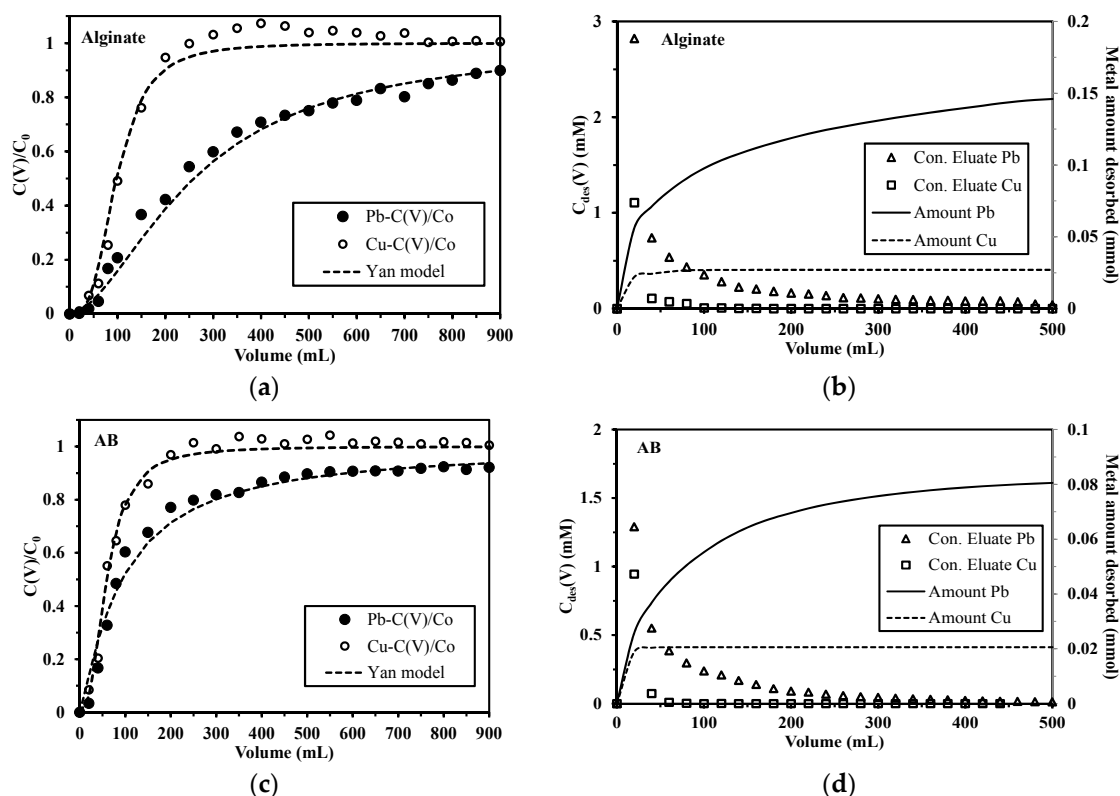 Alginate
C(V)/C0
1
0.8
0.6
0.4
0.2
0
Pb-C(V)/Co
Cu-C(V)/Co
Yan model
0 100 200 300 400 500 600 700 800 900
Volume (mL)
(a)
Alginate
Cdes(V) (mM)
3
2
1
0
Con. Eluate Pb
Con. Eluate Cu
Amount Pb
Amount Cu
0.2
0.15
0.1
0.05
0
Metal amount desorbed (mmol)
0 100 200 300 400 500
Volume (mL)
(b)
AB
C(V)/C0
1
0.8
0.6
0.4
0.2
0
Pb-C(V)/Co
Cu-C(V)/Co
Yan model
0 100 200 300 400 500 600 700 800 900
Volume (mL)
(c)
AB
Cdes(V) (mM)
2
1.5
1
0.5
0
Con. Eluate Pb
Con. Eluate Cu
Amount Pb
Amount Cu
0.1
0.08
0.06
0.04
0.02
0
Metal amount desorbed (mmol)
0 100 200 300 400 500
Volume (mL)
(d)